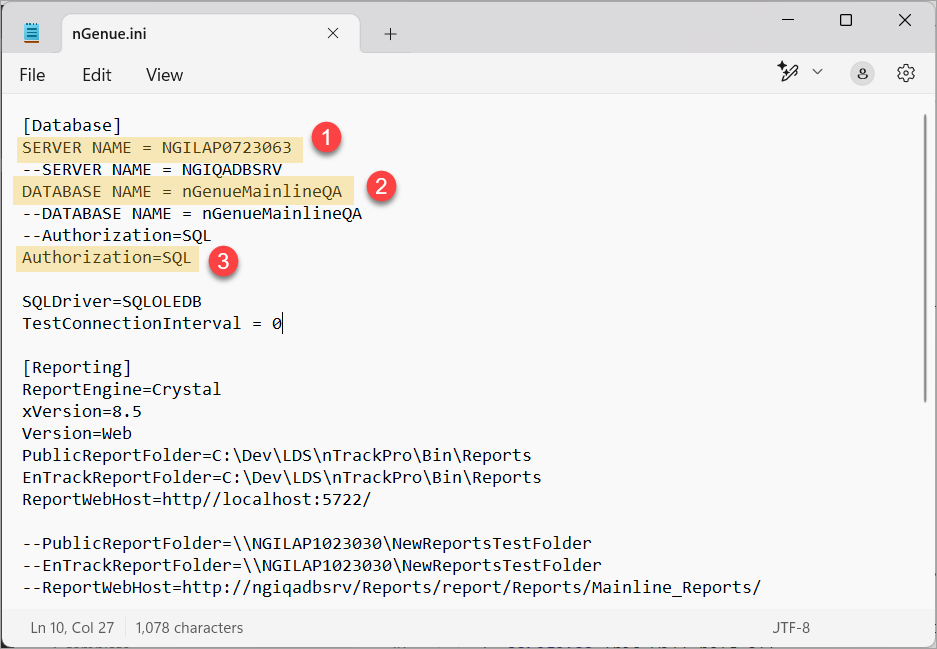 nGenue.ini
File Edit View
[Database]
SERVER NAME = NGILAP0723063 1
--SERVER NAME = NGIQADBSRV
DATABASE NAME = nGenueMainlineQA 2
--DATABASE NAME = nGenueMainlineQA
--Authorization=SQL
Authorization=SQL 3
SQLDriver=SQLOLEDB
TestConnectionInterval = 0
[Reporting]
ReportEngine=Crystal
xVersion=8.5
Version=Web
PublicReportFolder=C:\Dev\LDS\nTrackPro\Bin\Reports
EnTrackReportFolder=C:\Dev\LDS\nTrackPro\Bin\Reports
ReportWebHost=http//localhost:5722/
--PublicReportFolder=\\NGILAP1023030\NewReportsTestFolder
--EnTrackReportFolder=\\NGILAP1023030\NewReportsTestFolder
--ReportWebHost=http://ngiqadbsrv/Reports/report/Reports/Mainline_Reports/
Ln 10, Col 27 1,078 characters JTF-8